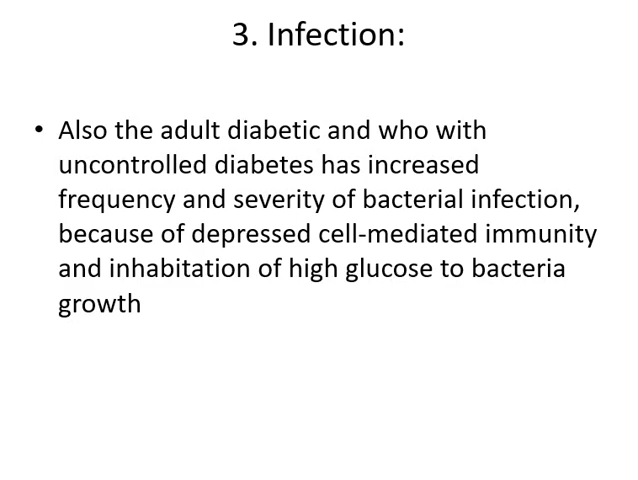 3. Infection:
• Also the adult diabetic and who with
uncontrolled diabetes has increased
frequency and severity of bacterial infection,
because of depressed cell-mediated immunity
and inhabitation of high glucose to bacteria
growth